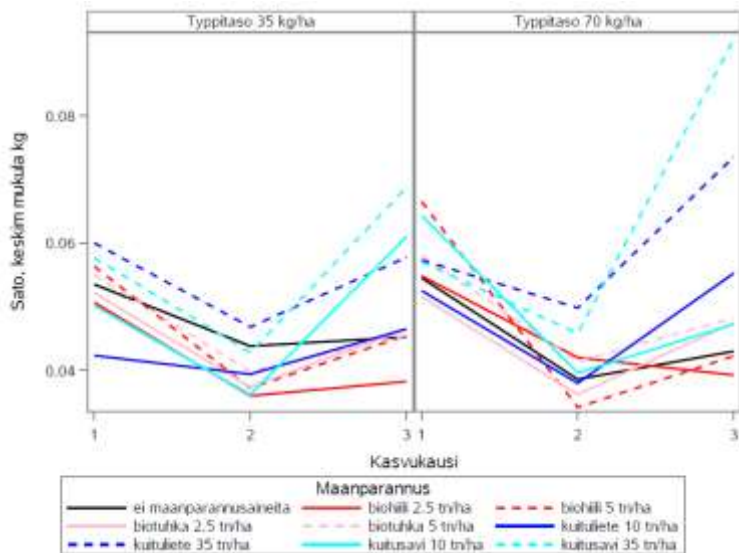 Typpitaso 35 kg/ha Typpitaso 70 kg/ha
Sato, keskim mukula kg
0.08
0.06
0.04
1 2 3 1 2 3
Kasvukausi
Maanparannus
ei maanparannusaineita biohiili 2.5 tn/ha biohiili 5 tn/ha
biotuhka 2.5 tn/ha biotuhka 5 tn/ha kuituliete 10 tn/ha
kuituliete 35 tn/ha kuitusavi 10 tn/ha kuitusavi 35 tn/ha